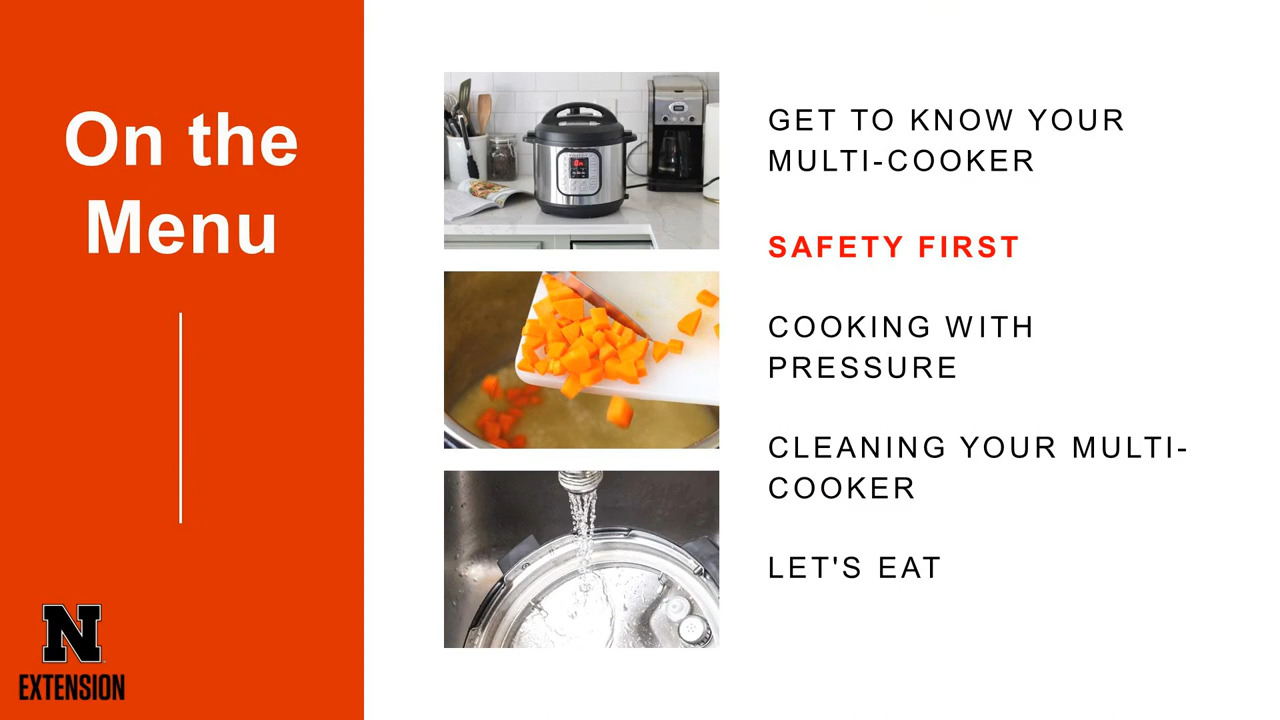 On the
Menu
GET TO KNOW YOUR
MULTI-COOKER
SAFETY FIRST
COOKING WITH
PRESSURE
CLEANING YOUR MULTI-
COOKER
LET'S EAT
N
EXTENSION